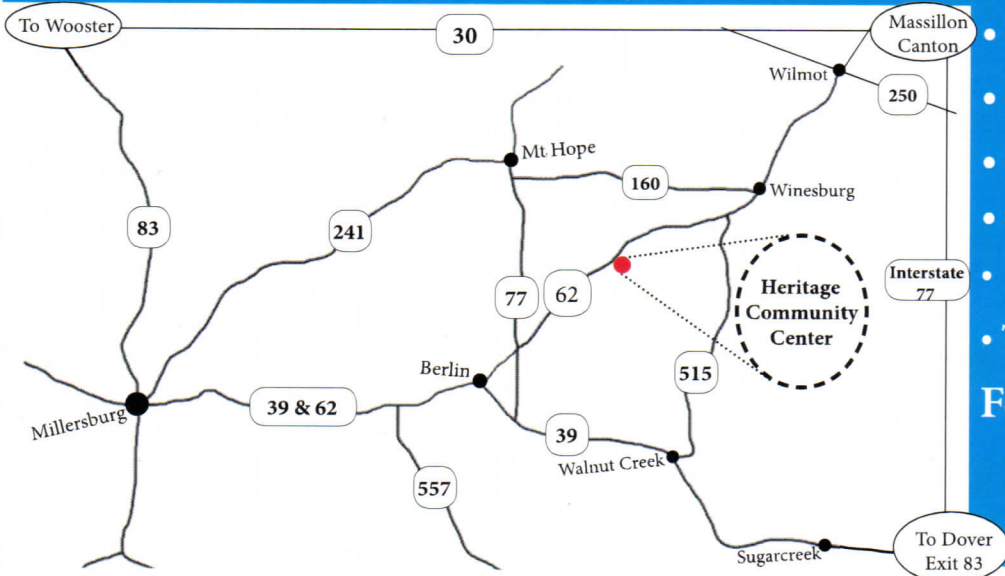 To Wooster
30
Massillon
Canton
Wilmot
250
Mt Hope
160
Winesburg
83
241
77
62
Heritage
Community
Center
Interstate
77
Berlin
515
39 & 62
Millersburg
39
Walnut Creek
557
Sugarcreek
To Dover
Exit 83
F